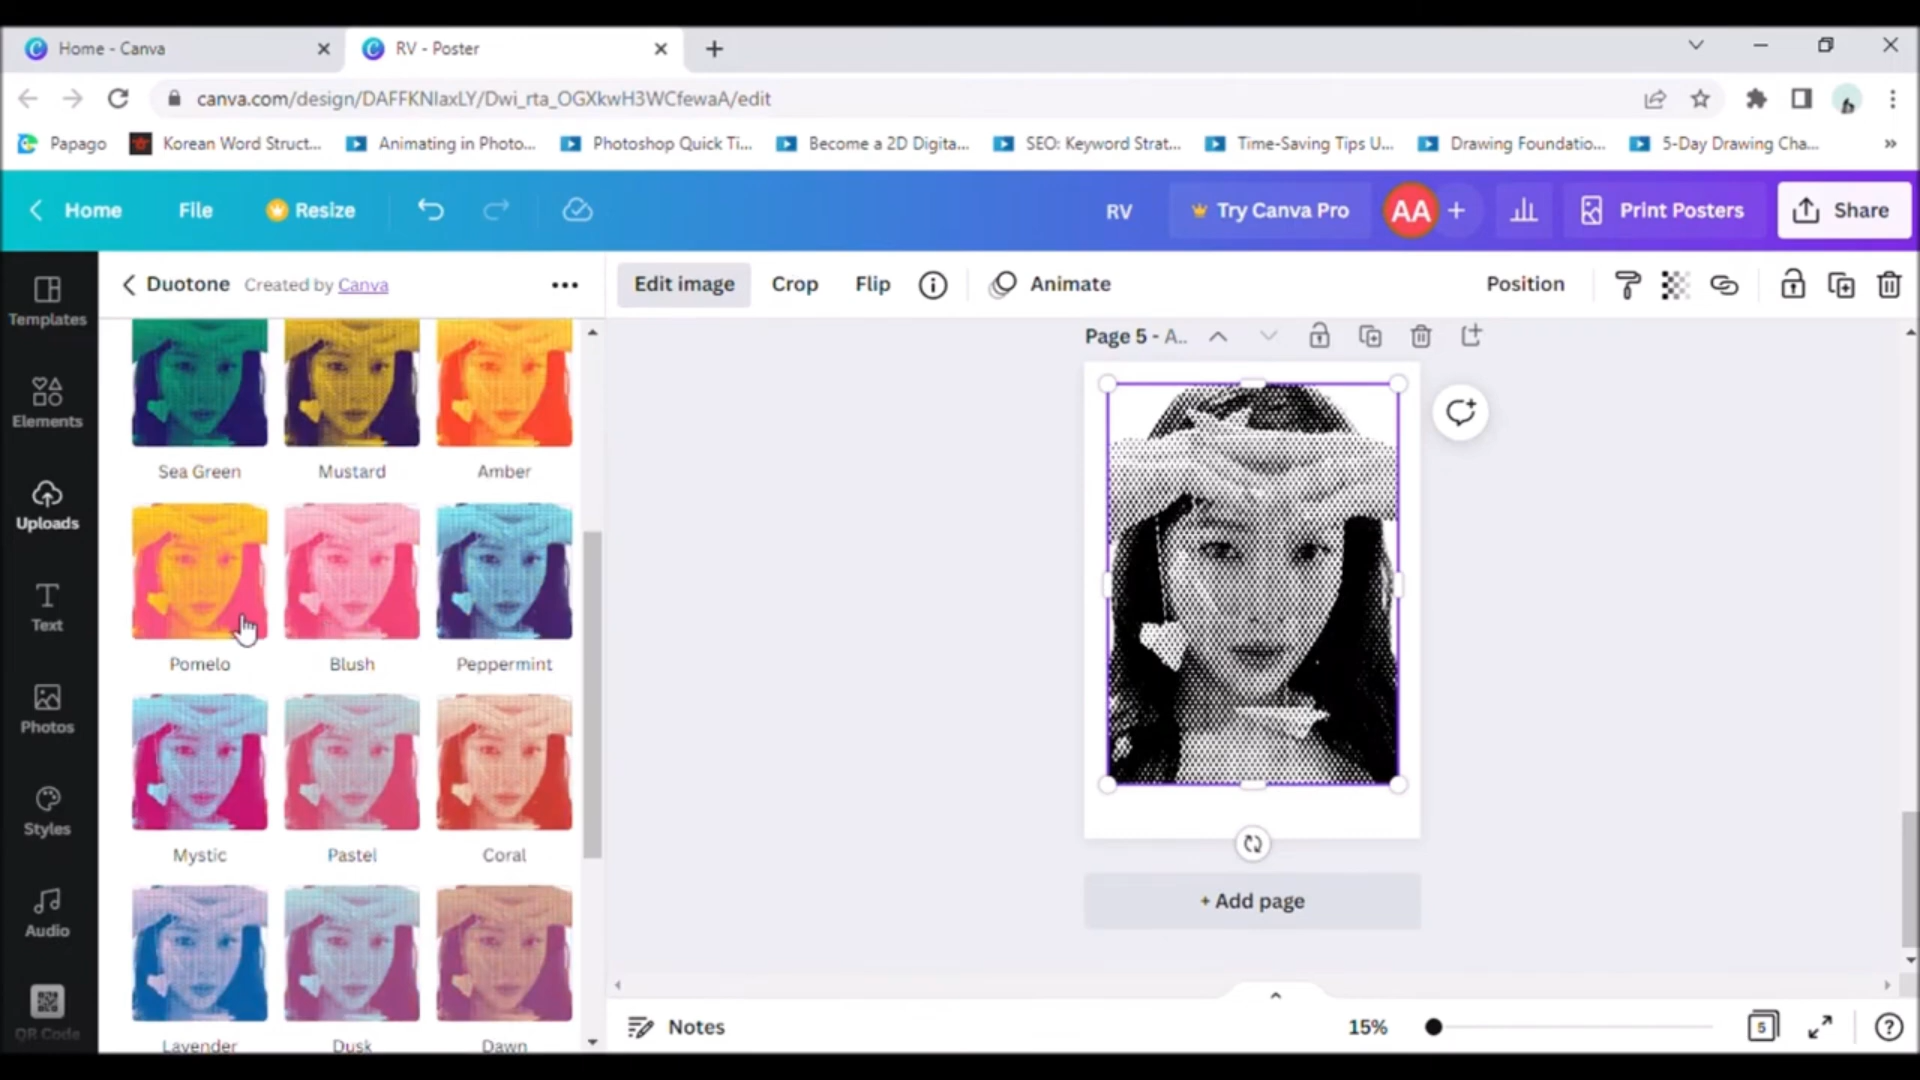 Home - Canva
RV - Poster
canva.com/design/DAFFKNIaxLY/Dwi_rta_OGXkwH3WCfewaA/edit
Papago
Korean Word Struct...
Animating in Photo...
Photoshop Quick Ti...
Become a 2D Digita...
SEO: Keyword Strat...
Time-Saving Tips U...
Drawing Foundatio...
5-Day Drawing Cha...
Home
File
Resize
RV
Try Canva Pro
AA
Print Posters
Share
Templates
Elements
Uploads
Text
Photos
Styles
Audio
QR Code
Duotone Created by Canva
Edit image
Crop
Flip
Animate
Position
Sea Green
Mustard
Amber
Pomelo
Blush
Peppermint
Mystic
Pastel
Coral
Lavender
Dusk
Dawn
Page 5 - A..
+ Add page
Notes
15%
5